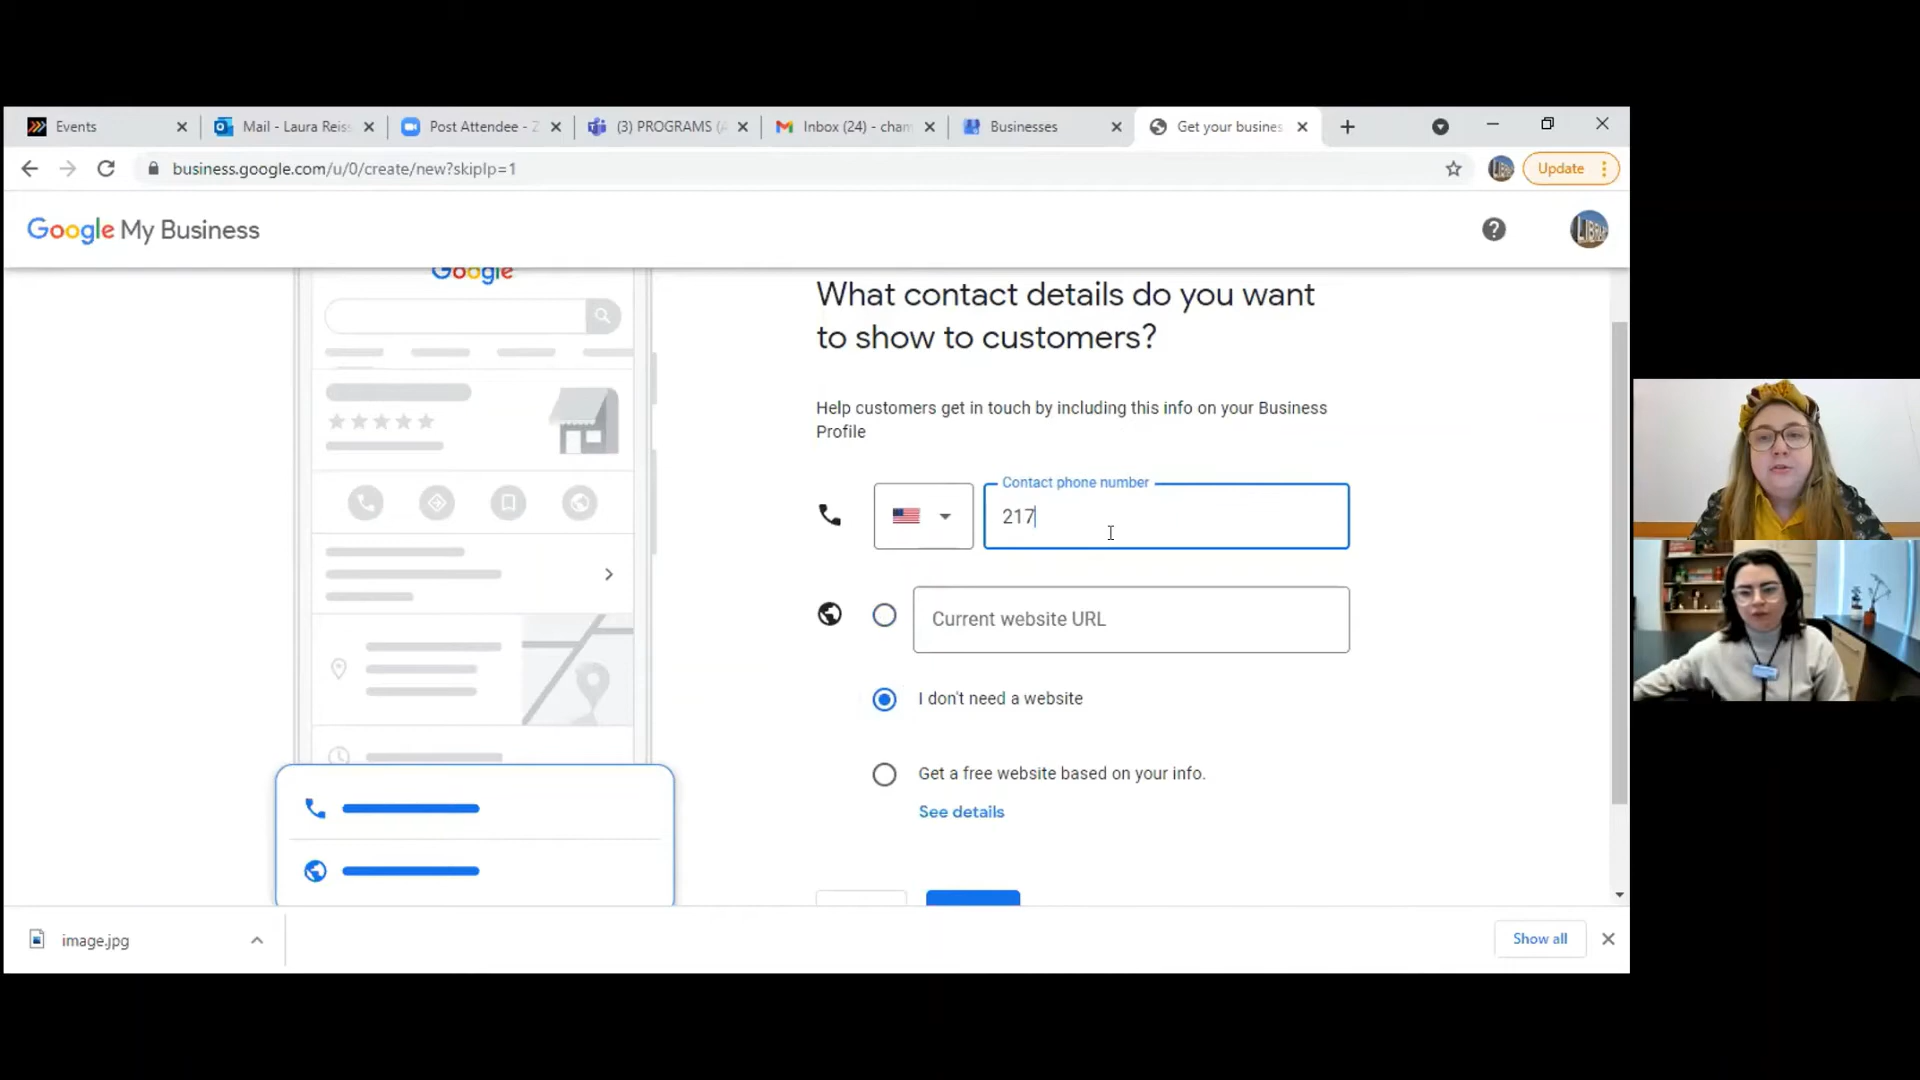 Events
Mail - Laura Reiss
Post Attendee - Z
(3) PROGRAMS (A
Inbox (24) - cham
Businesses
Get your busines
business.google.com/u/0/create/new?skiplp=1
Update
Google My Business
Google
What contact details do you want
to show to customers?
Help customers get in touch by including this info on your Business
Profile
Contact phone number
217
Current website URL
I don't need a website
Get a free website based on your info.
See details
image.jpg
Show all